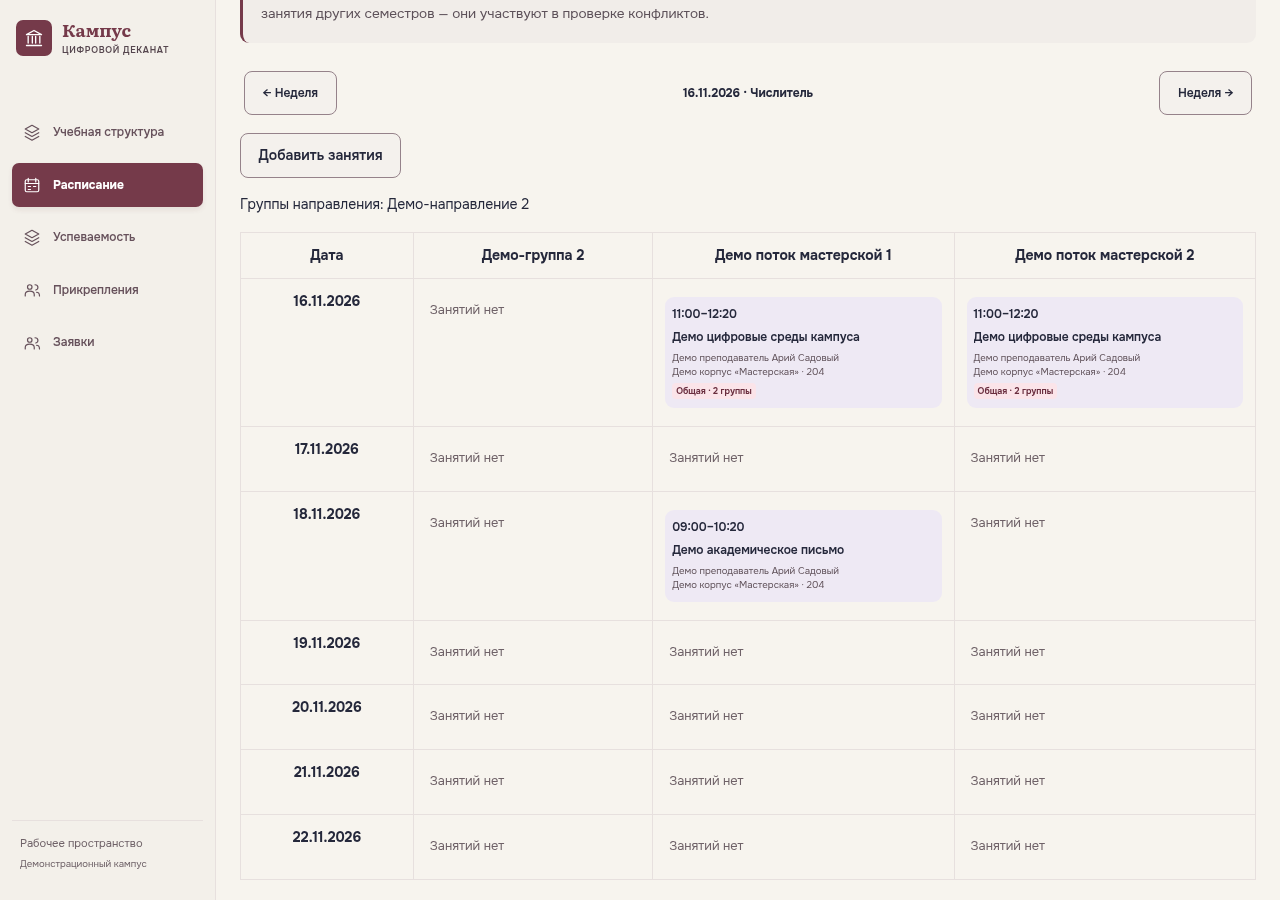 Кампус
ЦИФРОВОЙ ДЕКАНАТ
Учебная структура
Расписание
Успеваемость
Прикрепления
Заявки
Рабочее пространство
Демонстрационный кампус
занятия других семестров — они участвуют в проверке конфликтов.
← Неделя
16.11.2026 · Числитель
Неделя →
Добавить занятия
Группы направления: Демо-направление 2
Дата
Демо-группа 2
Демо поток мастерской 1
Демо поток мастерской 2
16.11.2026
Занятий нет
11:00–12:20
Демо цифровые среды кампуса
Демо преподаватель Арий Садовый
Демо корпус «Мастерская» · 204
Общая · 2 группы
11:00–12:20
Демо цифровые среды кампуса
Демо преподаватель Арий Садовый
Демо корпус «Мастерская» · 204
Общая · 2 группы
17.11.2026
Занятий нет
Занятий нет
Занятий нет
18.11.2026
Занятий нет
09:00–10:20
Демо академическое письмо
Демо преподаватель Арий Садовый
Демо корпус «Мастерская» · 204
Занятий нет
19.11.2026
Занятий нет
Занятий нет
Занятий нет
20.11.2026
Занятий нет
Занятий нет
Занятий нет
21.11.2026
Занятий нет
Занятий нет
Занятий нет
22.11.2026
Занятий нет
Занятий нет
Занятий нет